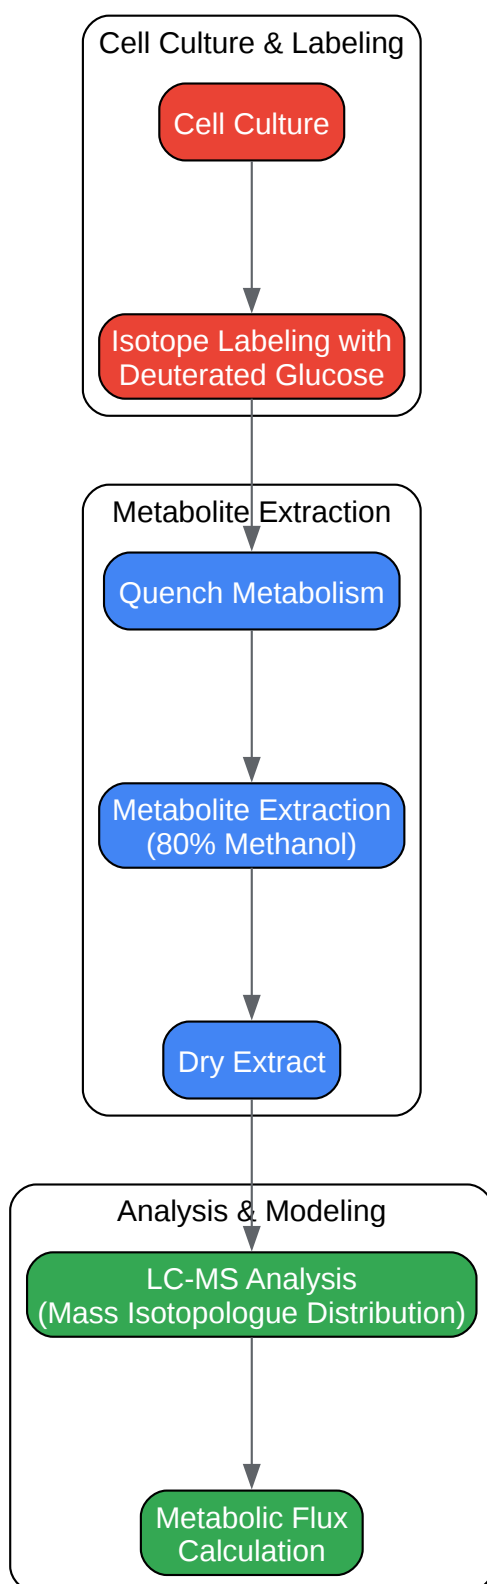 Cell Culture & Labeling
Cell Culture
Isotope Labeling with
Deuterated Glucose
Metabolite Extraction
Quench Metabolism
Metabolite Extraction
(80% Methanol)
Dry Extract
Analysis & Modeling
LC-MS Analysis
(Mass Isotopologue Distribution)
Metabolic Flux
Calculation